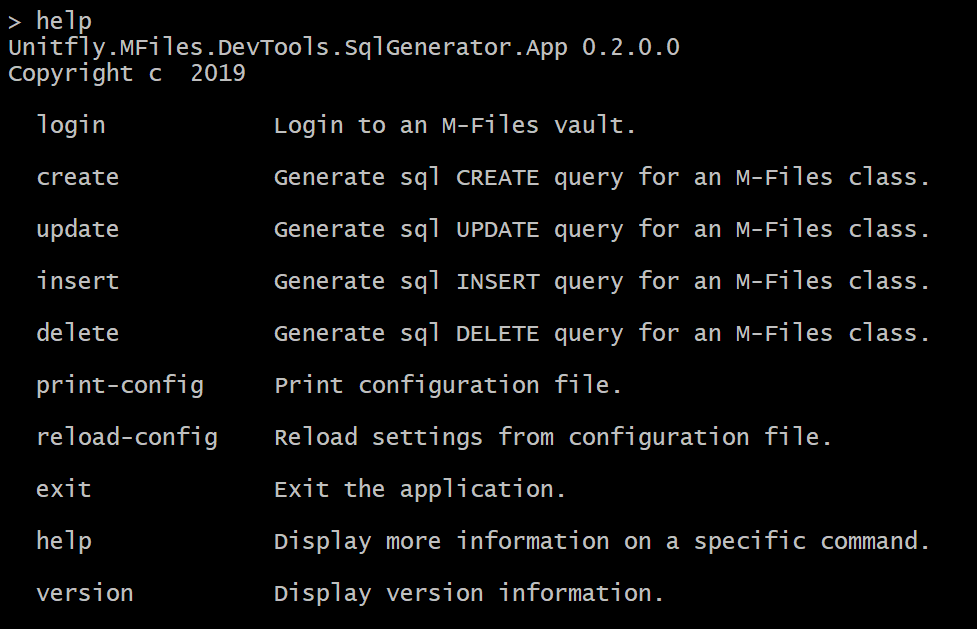 > help
Unitfly.MFiles.DevTools.SqlGenerator.App 0.2.0.0
Copyright c  2019
login Login to an M-Files vault.
create Generate sql CREATE query for an M-Files class.
update Generate sql UPDATE query for an M-Files class.
insert Generate sql INSERT query for an M-Files class.
delete Generate sql DELETE query for an M-Files class.
print-config Print configuration file.
reload-config Reload settings from configuration file.
exit Exit the application.
help Display more information on a specific command.
version Display version information.